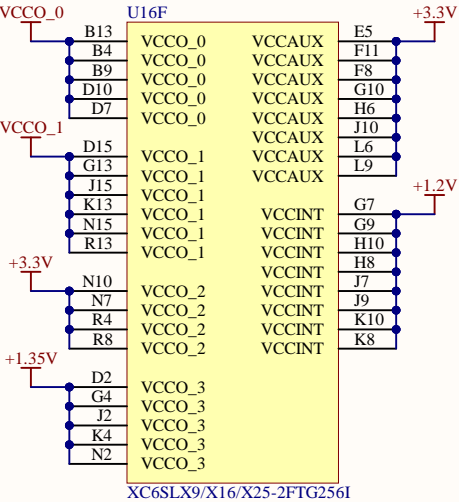 VCCO_0 U16F +3.3V
B13 VCCO_0 VCCAUX E5
B4 VCCO_0 VCCAUX F11
B9 VCCO_0 VCCAUX F8
D10 VCCO_0 VCCAUX G10
D7 VCCO_0 VCCAUX H6
VCCO_1 VCCAUX J10
D15 VCCO_1 VCCAUX L6
G13 VCCO_1 VCCAUX L9
J15 VCCO_1 +1.2V
K13 VCCO_1 VCCINT G7
N15 VCCO_1 VCCINT G9
R13 VCCO_1 VCCINT H10
+3.3V VCCINT H8
N10 VCCO_2 VCCINT J7
N7 VCCO_2 VCCINT J9
R4 VCCO_2 VCCINT K10
R8 VCCO_2 VCCINT K8
+1.35V
D2 VCCO_3
G4 VCCO_3
J2 VCCO_3
K4 VCCO_3
N2 VCCO_3
XC6SLX9/X16/X25-2FTG256I